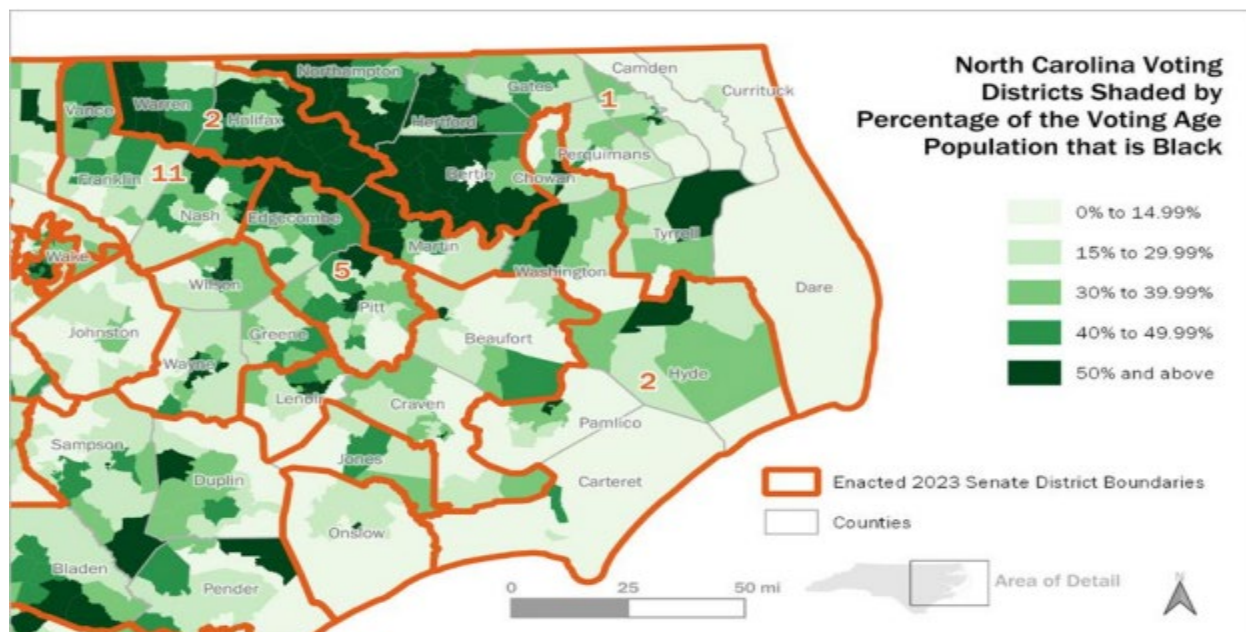 North Carolina Voting
Districts Shaded by
Percentage of the Voting Age
Population that is Black
0% to 14.99%
15% to 29.99%
30% to 39.99%
40% to 49.99%
50% and above
Enacted 2023 Senate District Boundaries
Counties
0 25 50 mi
Area of Detail
N
Northampton
Camden
Gates
Currituck
Vance
Warren
2
Halifax
Hertford
1
Perquimans
Franklin
11
Bertie
Chowan
Nash
Edgecombe
Martin
Tyrrell
Wake
5
Washington
Wilson
Dare
Pitt
Johnston
Greene
Beaufort
Wayne
2
Hyde
Lenoir
Craven
Pamlico
Sampson
Jones
Duplin
Carteret
Onslow
Bladen
Pender